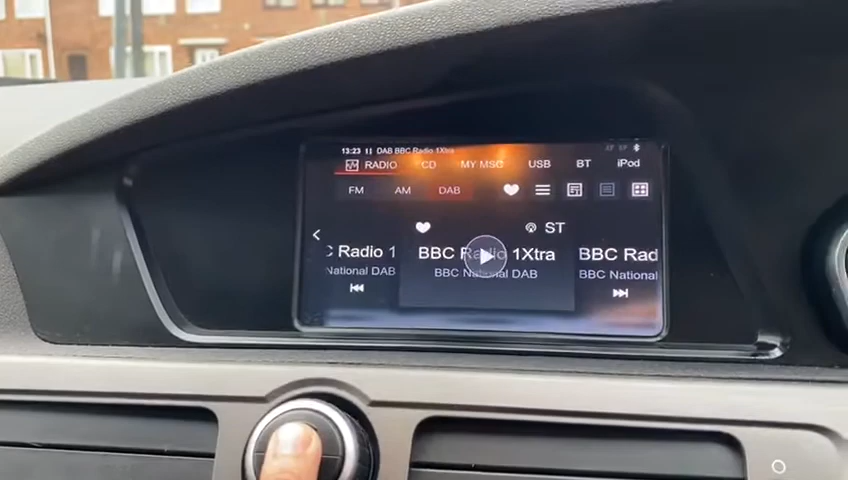 13:23 DAB BBC Radio 1Xtra
RADIO CD MY MSG USB BT iPod
FM AM DAB
ST
C Radio 1 BBC Radio 1Xtra BBC Rad
National DAB BBC National DAB BBC National